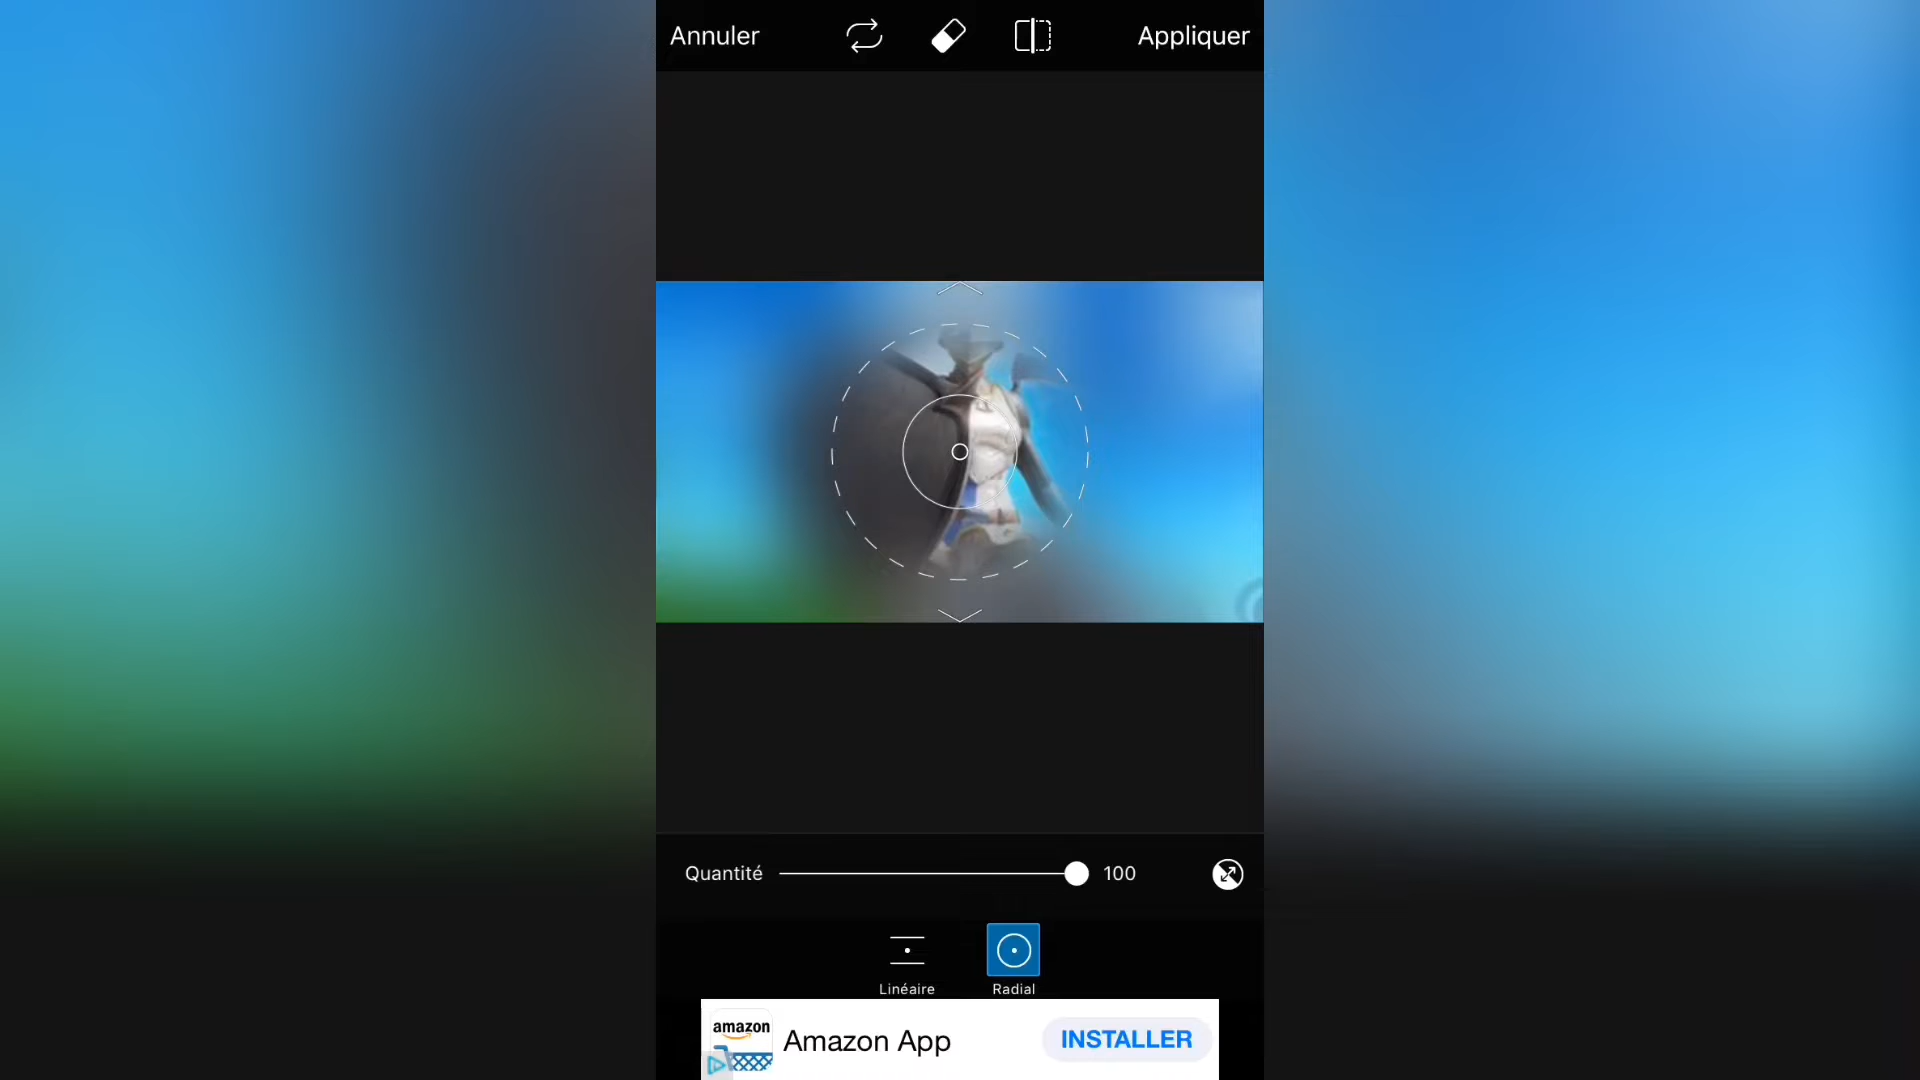 Annuler
Appliquer
Quantité 100
Linéaire
Radial
amazon
Amazon App
INSTALLER